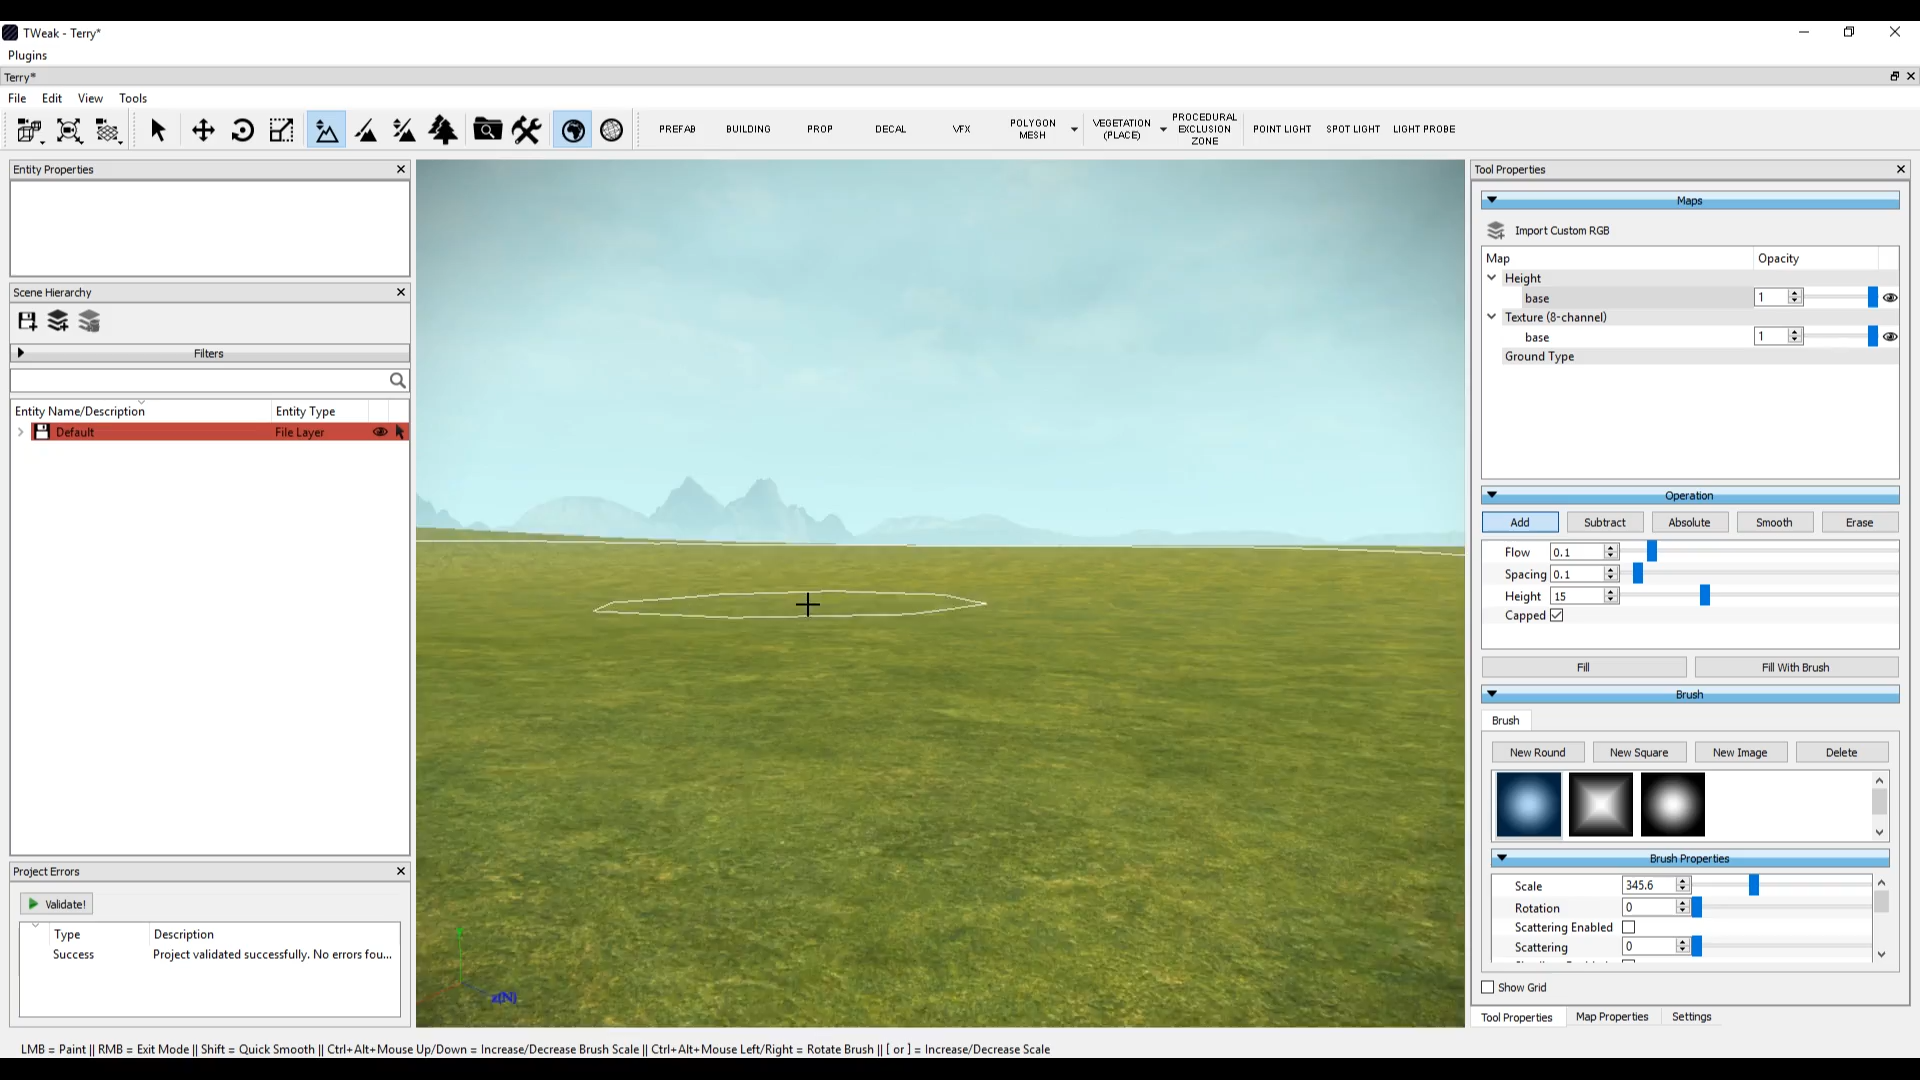 TWeak - Terry*
Plugins
Terry*
File Edit View Tools
PREFAB BUILDING PROP DECAL VFX POLYGON MESH VEGETATION (PLACE) PROCEDURAL EXCLUSION ZONE POINT LIGHT SPOT LIGHT LIGHT PROBE
Entity Properties
Scene Hierarchy
Filters
Entity Name/Description Entity Type
Default File Layer
Project Errors
Validate!
Type Description
Success Project validated successfully. No errors fou...
z(N)
Tool Properties
Maps
Import Custom RGB
Map Opacity
Height
base 1
Texture (8-channel)
base 1
Ground Type
Operation
Add Subtract Absolute Smooth Erase
Flow 0.1
Spacing 0.1
Height 15
Capped
Fill Fill With Brush
Brush
Brush
New Round New Square New Image Delete
Brush Properties
Scale 345.6
Rotation 0
Scattering Enabled
Scattering 0
Show Grid
Tool Properties Map Properties Settings
LMB = Paint || RMB = Exit Mode || Shift = Quick Smooth || Ctrl+Alt+Mouse Up/Down = Increase/Decrease Brush Scale || Ctrl+Alt+Mouse Left/Right = Rotate Brush || [ or ] = Increase/Decrease Scale